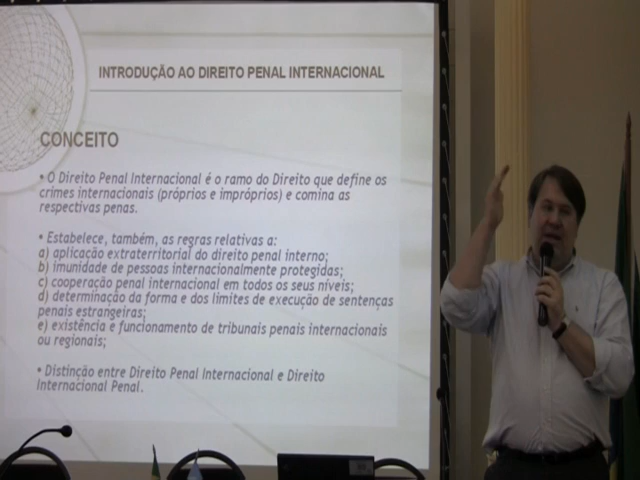 INTRODUÇÃO AO DIREITO PENAL INTERNACIONAL
CONCEITO
• O Direito Penal Internacional é o ramo do Direito que define os
crimes internacionais (próprios e impróprios) e comina as
respectivas penas.
• Estabelece, também, as regras relativas a:
a) aplicação extraterritorial do direito penal interno;
b) imunidade de pessoas internacionalmente protegidas;
c) cooperação penal internacional em todos os seus níveis;
d) determinação da forma e dos limites de execução de sentenças
penais estrangeiras;
e) existência e funcionamento de tribunais penais internacionais
ou regionais;
• Distinção entre Direito Penal Internacional e Direito
Internacional Penal.